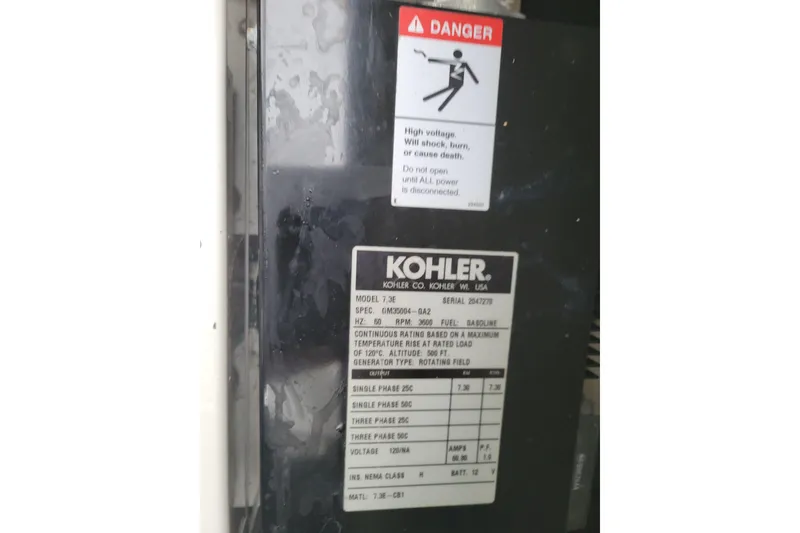 DANGER
High voltage.
Will shock, burn,
or cause death.
Do not open
until ALL power
is disconnected.
KOHLER®
KOHLER CO. KOHLER WI. USA
MODEL 7.3E SERIAL 2047270
SPEC. GM35004-GA2
HZ: 60 RPM: 3600 FUEL: GASOLINE
CONTINUOUS RATING BASED ON A MAXIMUM
TEMPERATURE RISE AT RATED LOAD
OF 120°C. ALTITUDE: 500 FT.
GENERATOR TYPE: ROTATING FIELD
OUTPUT KW KVA
SINGLE PHASE 25C 7.30 7.30
SINGLE PHASE 50C
THREE PHASE 25C
THREE PHASE 50C
VOLTAGE 120/NA AMPS P.F.
60.80 1.0
INS. NEMA CLASS H BATT. 12 V
MATL: 7.3E-CB1